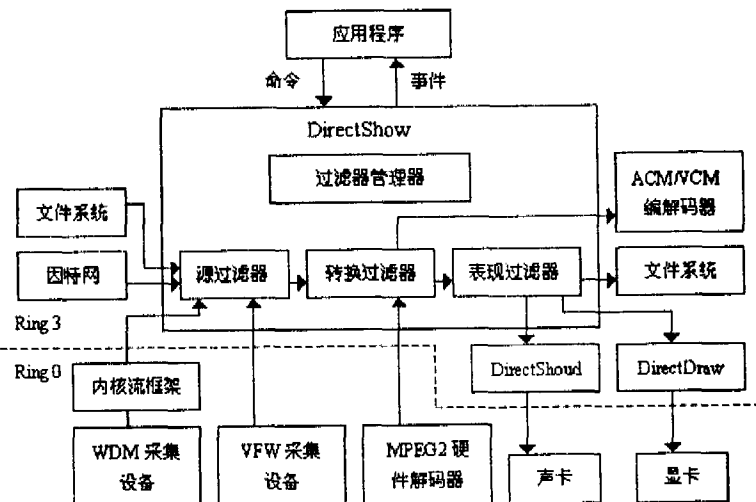 应用程序
命令
事件
DirectShow
过滤器管理器
ACM/VCM
编解码器
文件系统
因特网
源过滤器
转换过滤器
表现过滤器
文件系统
Ring 3
Ring 0
内核流框架
DirectShoud
DirectDraw
WDM 采集
设备
VFW 采集
设备
MPEG2 硬
件解码器
声卡
显卡